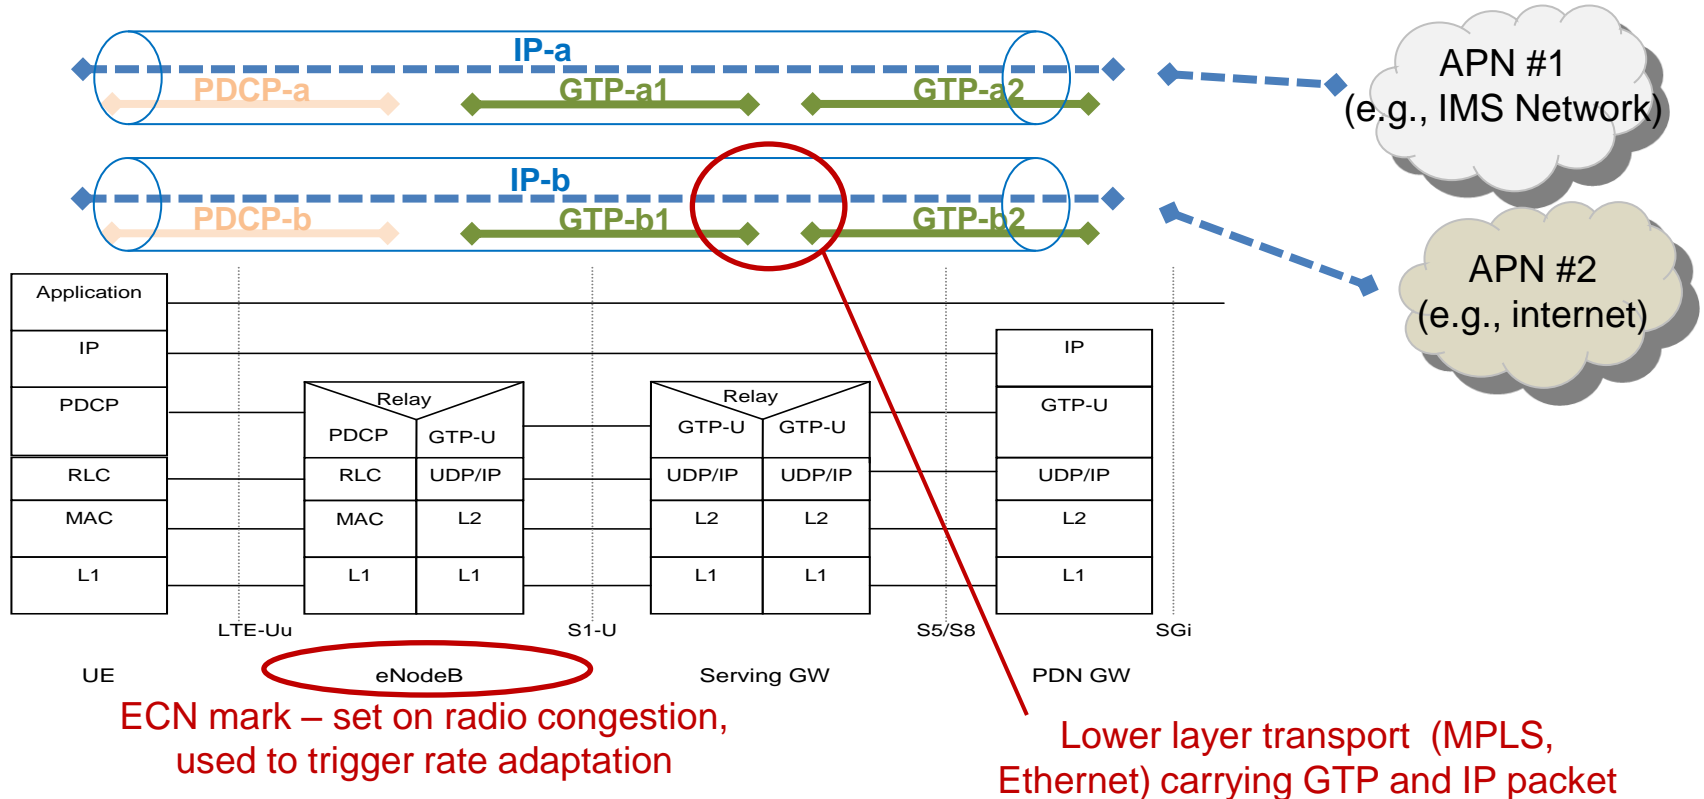 IP-a
PDCP-a GTP-a1 GTP-a2
APN #1
(e.g., IMS Network)
IP-b
PDCP-b GTP-b1 GTP-b2
APN #2
(e.g., internet)
Application
IP IP
PDCP Relay Relay GTP-U
PDCP GTP-U GTP-U GTP-U
RLC RLC UDP/IP UDP/IP UDP/IP UDP/IP
MAC MAC L2 L2 L2 L2
L1 L1 L1 L1 L1 L1
LTE-Uu S1-U S5/S8 SGi
UE eNodeB Serving GW PDN GW
ECN mark – set on radio congestion,
used to trigger rate adaptation
Lower layer transport (MPLS,
Ethernet) carrying GTP and IP packet